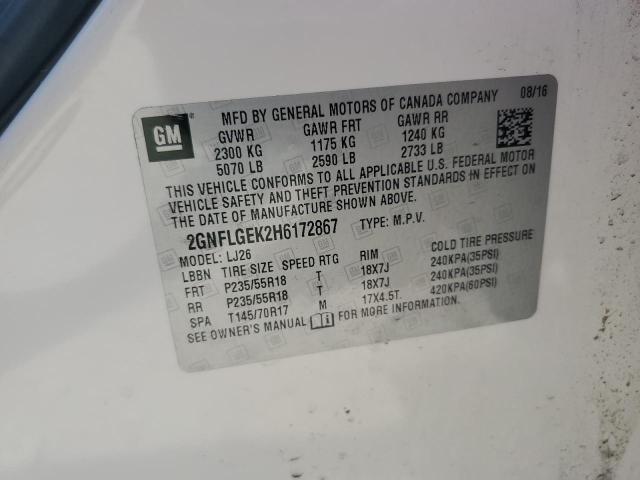 MFD BY GENERAL MOTORS OF CANADA COMPANY 08/16
GM
GVWR GAWR FRT GAWR RR
2300 KG 1175 KG 1240 KG
5070 LB 2590 LB 2733 LB
THIS VEHICLE CONFORMS TO ALL APPLICABLE U.S. FEDERAL MOTOR
VEHICLE SAFETY AND THEFT PREVENTION STANDARDS IN EFFECT ON
THE DATE OF MANUFACTURE SHOWN ABOVE.
2GNFLGEK2H6172867 TYPE: M.P.V.
MODEL: LJ26
LBBN TIRE SIZE SPEED RTG RIM COLD TIRE PRESSURE
FRT P235/55R18 T 18X7J 240KPA(35PSI)
RR P235/55R18 T 18X7J 240KPA(35PSI)
SPA T145/70R17 M 17X4.5T. 420KPA(60PSI)
SEE OWNER'S MANUAL FOR MORE INFORMATION.